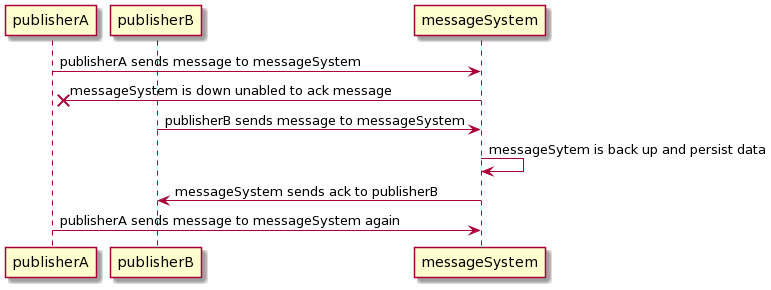 publisherA
publisherB
messageSystem
publisherA sends message to messageSystem
messageSystem is down unabled to ack message
publisherB sends message to messageSystem
messageSytem is back up and persist data
messageSystem sends ack to publisherB
publisherA sends message to messageSystem again
publisherA
publisherB
messageSystem